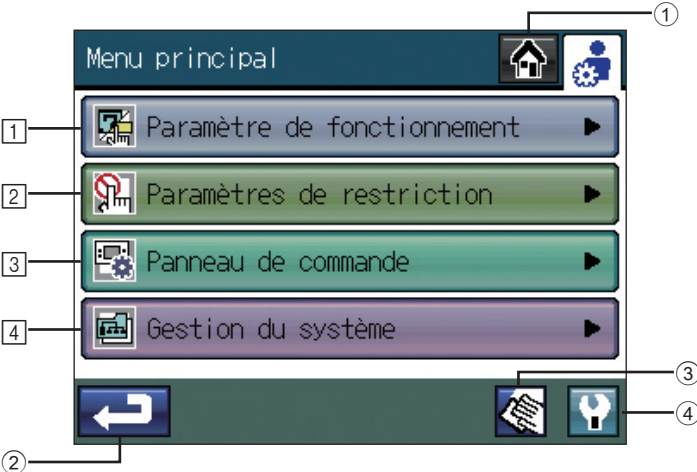 ①
Menu principal
1 Paramètre de fonctionnement
2 Paramètres de restriction
3 Panneau de commande
4 Gestion du système
③
④
②